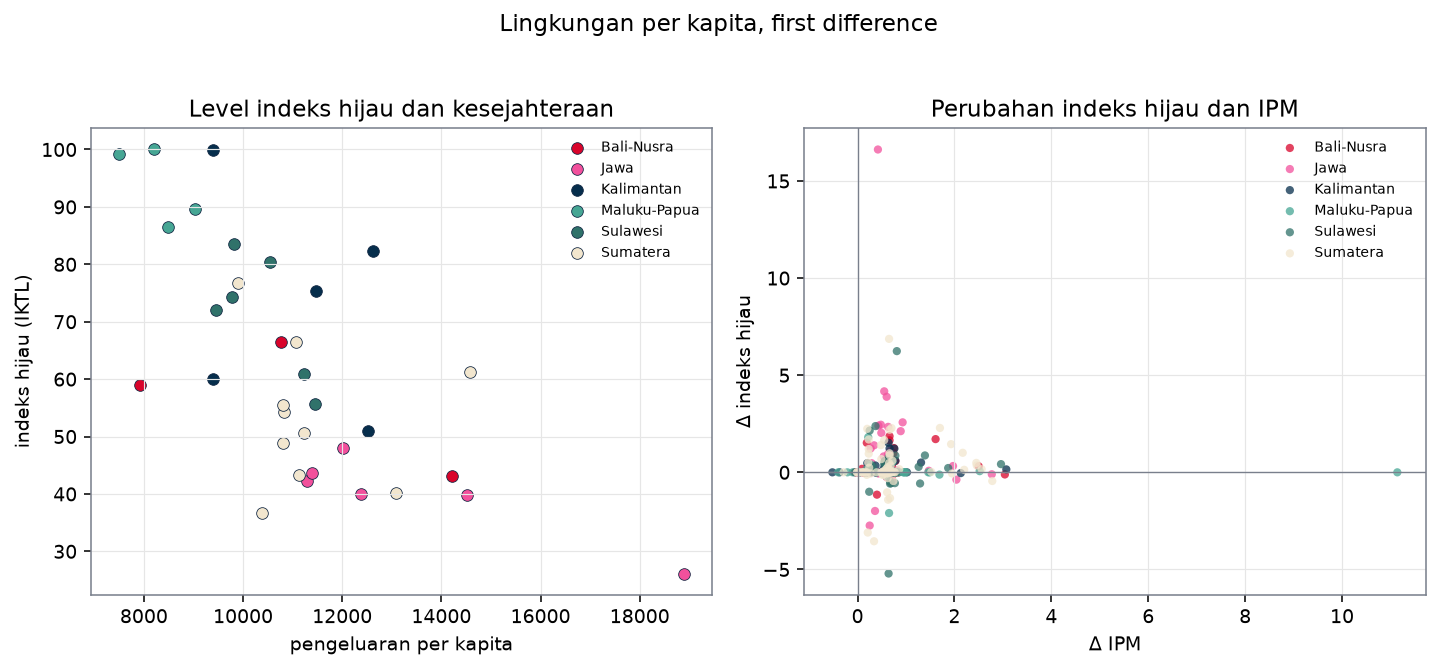 Lingkungan per kapita, first difference
Level indeks hijau dan kesejahteraan
indeks hijau (IKTL)
100
90
80
70
60
50
40
30
Bali-Nusra
Jawa
Kalimantan
Maluku-Papua
Sulawesi
Sumatera
8000
10000
12000
14000
16000
18000
pengeluaran per kapita
Perubahan indeks hijau dan IPM
Δ indeks hijau
15
10
5
0
−5
Bali-Nusra
Jawa
Kalimantan
Maluku-Papua
Sulawesi
Sumatera
0
2
4
6
8
10
Δ IPM